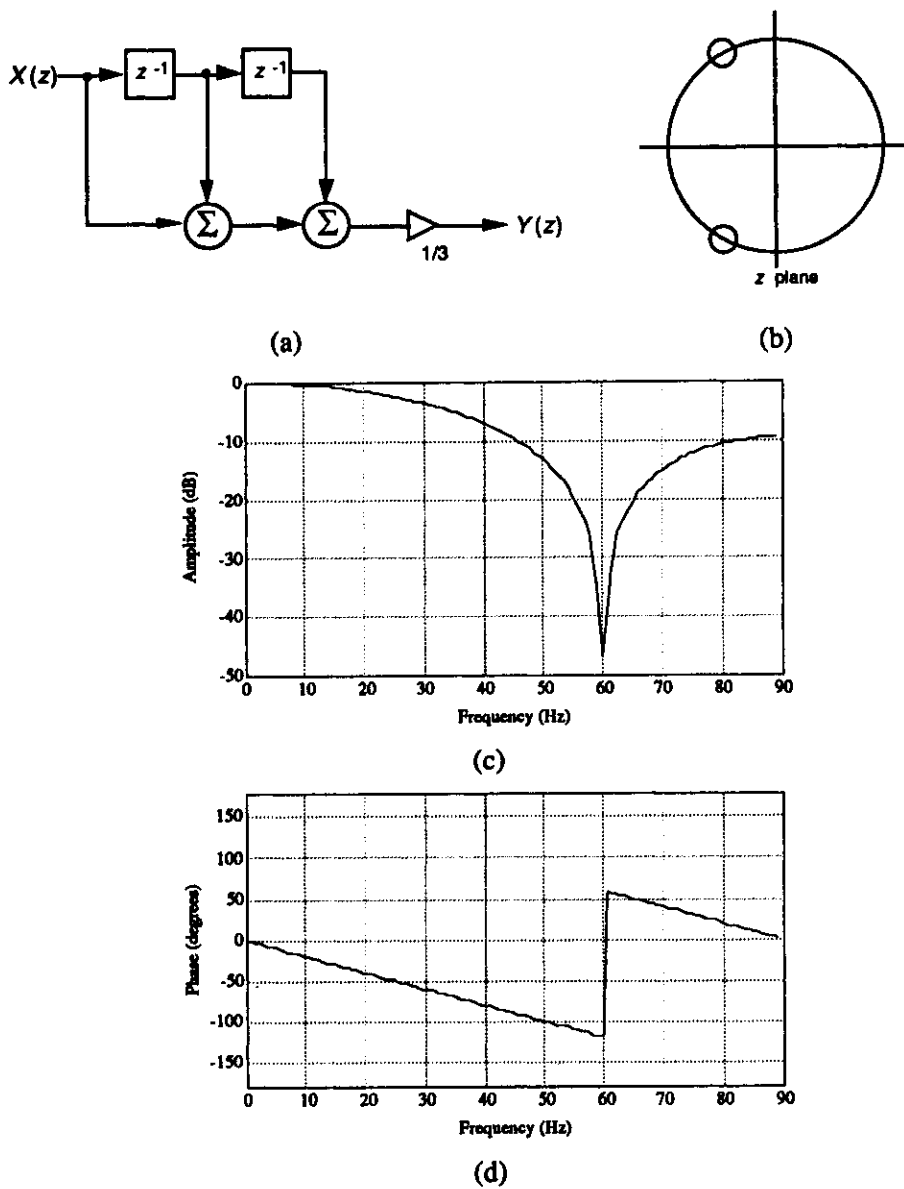 X(z)
z -1
z -1
Σ
Σ
1/3
Y(z)
z plane
(a)
(b)
0
-10
-20
-30
-40
-50
Amplitude (dB)
0 10 20 30 40 50 60 70 80 90
Frequency (Hz)
(c)
150
100
50
0
-50
-100
-150
Phase (degrees)
0 10 20 30 40 50 60 70 80 90
Frequency (Hz)
(d)